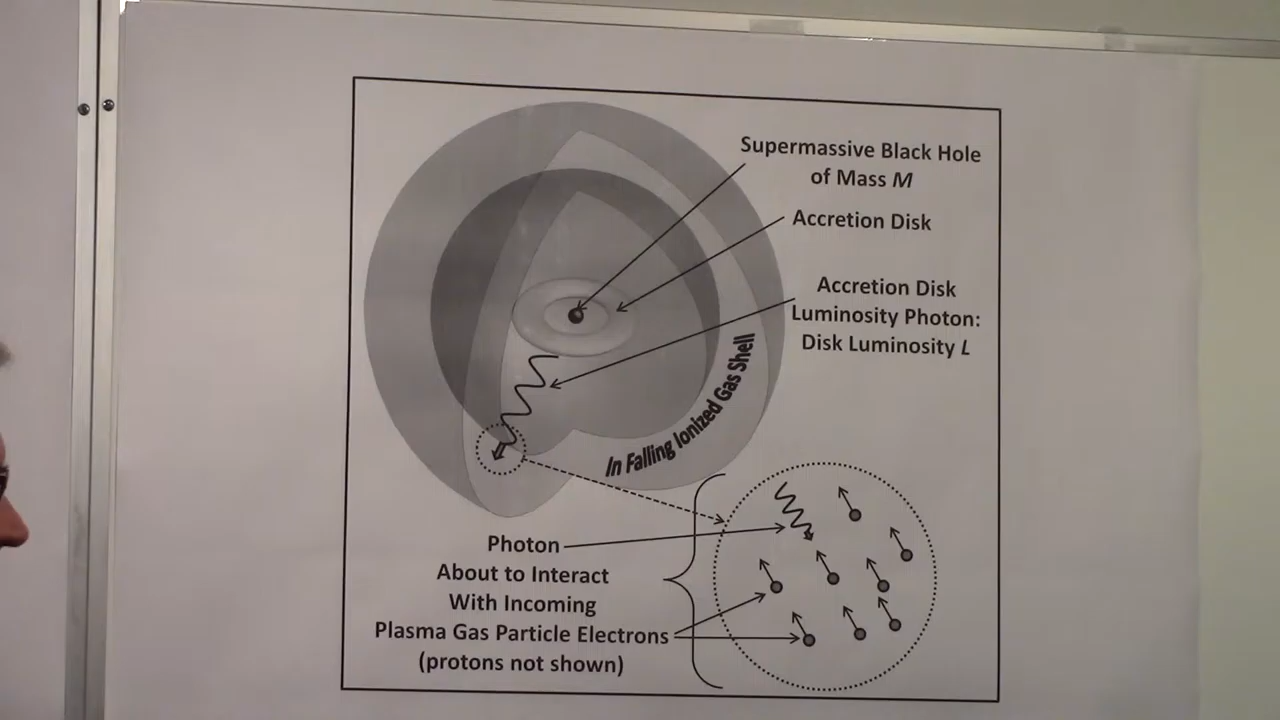 Supermassive Black Hole
of Mass M
Accretion Disk
Accretion Disk
Luminosity Photon:
Disk Luminosity L
In Falling Ionized Gas Shell
Photon
About to Interact
With Incoming
Plasma Gas Particle Electrons
(protons not shown)